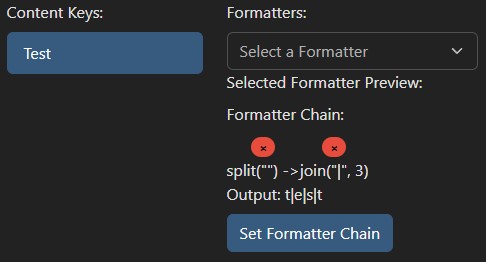 Content Keys:
Test
Formatters:
Select a Formatter
Selected Formatter Preview:
Formatter Chain:
× ×
split("") ->join("|", 3)
Output: t|e|s|t
Set Formatter Chain